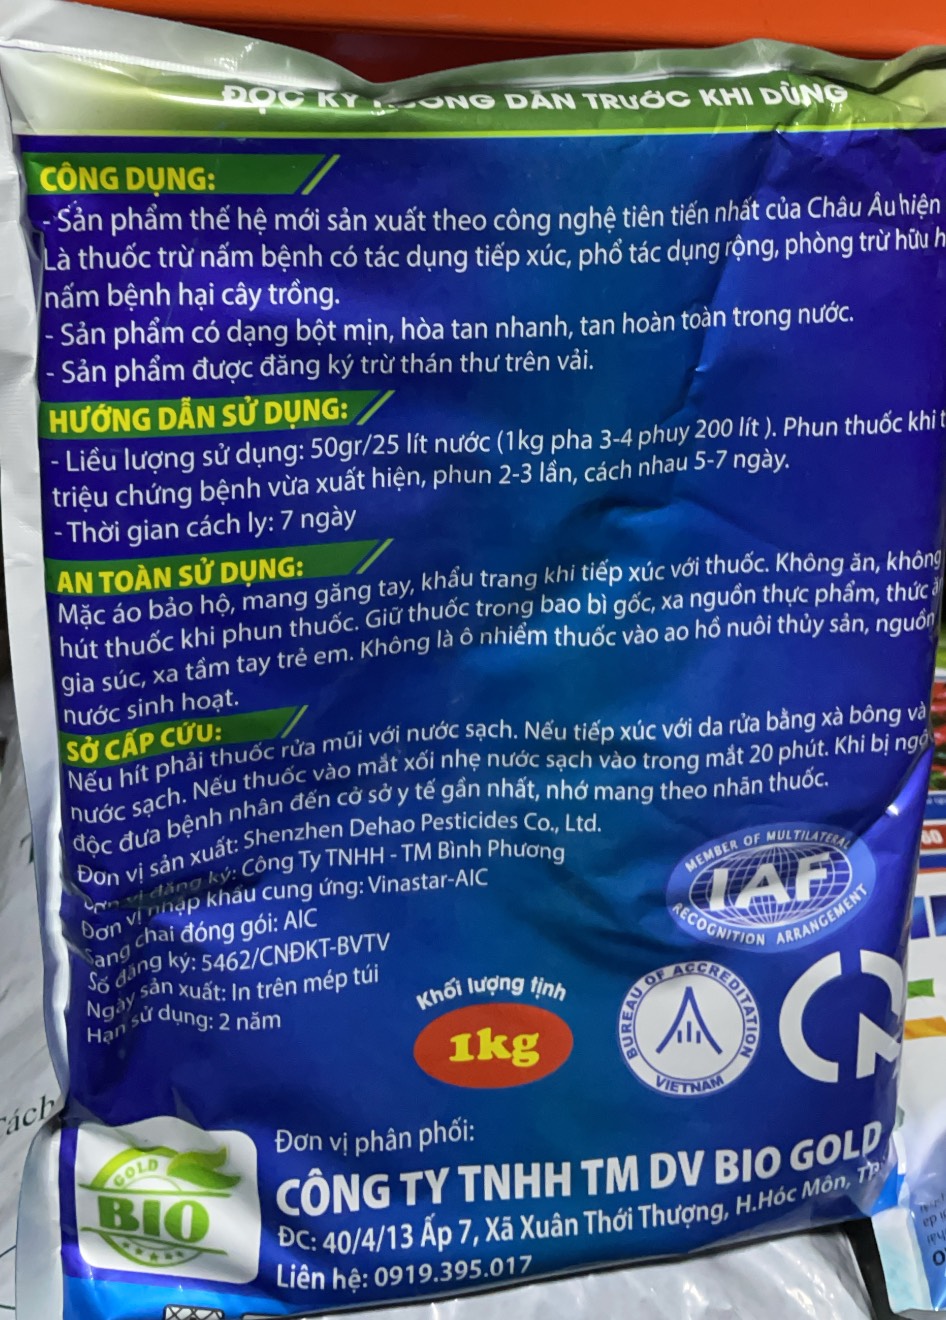 ĐỌC KỸ DẪN TRƯỚC KHI DÙNG
CÔNG DỤNG:
- Sản phẩm thế hệ mới sản xuất theo công nghệ tiên tiến nhất của Châu Âu hiện
Là thuốc trừ nấm bệnh có tác dụng tiếp xúc, phổ tác dụng rộng, phòng trừ hữu h
nấm bệnh hại cây trồng.
- Sản phẩm có dạng bột mịn, hòa tan nhanh, tan hoàn toàn trong nước.
- Sản phẩm được đăng ký trừ thán thư trên vải.
HƯỚNG DẪN SỬ DỤNG:
- Liều lượng sử dụng: 50gr/25 lít nước (1kg pha 3-4 phuy 200 lít ). Phun thuốc khi t
triệu chứng bệnh vừa xuất hiện, phun 2-3 lần, cách nhau 5-7 ngày.
- Thời gian cách ly: 7 ngày
AN TOÀN SỬ DỤNG:
Mặc áo bảo hộ, mang găng tay, khẩu trang khi tiếp xúc với thuốc. Không ăn, không
hút thuốc khi phun thuốc. Giữ thuốc trong bao bì gốc, xa nguồn thực phẩm, thức ă
gia súc, xa tầm tay trẻ em. Không là ô nhiễm thuốc vào ao hồ nuôi thủy sản, nguồn
nước sinh hoạt.
SỞ CẤP CỨU:
Nếu hít phải thuốc rửa mũi với nước sạch. Nếu tiếp xúc với da rửa bằng xà bông và
nước sạch. Nếu thuốc vào mắt xối nhẹ nước sạch vào trong mắt 20 phút. Khi bị ngộ
độc đưa bệnh nhân đến cở sở y tế gần nhất, nhớ mang theo nhãn thuốc.
Đơn vị sản xuất: Shenzhen Dehao Pesticides Co., Ltd.
Đơn vị đăng ký: Công Ty TNHH - TM Bình Phương
Đơn vị nhập khẩu cung ứng: Vinastar-AIC
Sang chai đóng gói: AIC
Số đăng ký: 5462/CNĐKT-BVTV
Ngày sản xuất: In trên mép túi
Hạn sử dụng: 2 năm
Khối lượng tịnh
1kg
MEMBER OF MULTILATERAL
IAF
RECOGNITION ARRANGEMENT
BUREAU OF ACCREDITATION
VIETNAM
GOLD
BIO
Đơn vị phân phối:
CÔNG TY TNHH TM DV BIO GOLD
ĐC: 40/4/13 Ấp 7, Xã Xuân Thới Thượng, H.Hóc Môn, TP.
Liên hệ: 0919.395.017